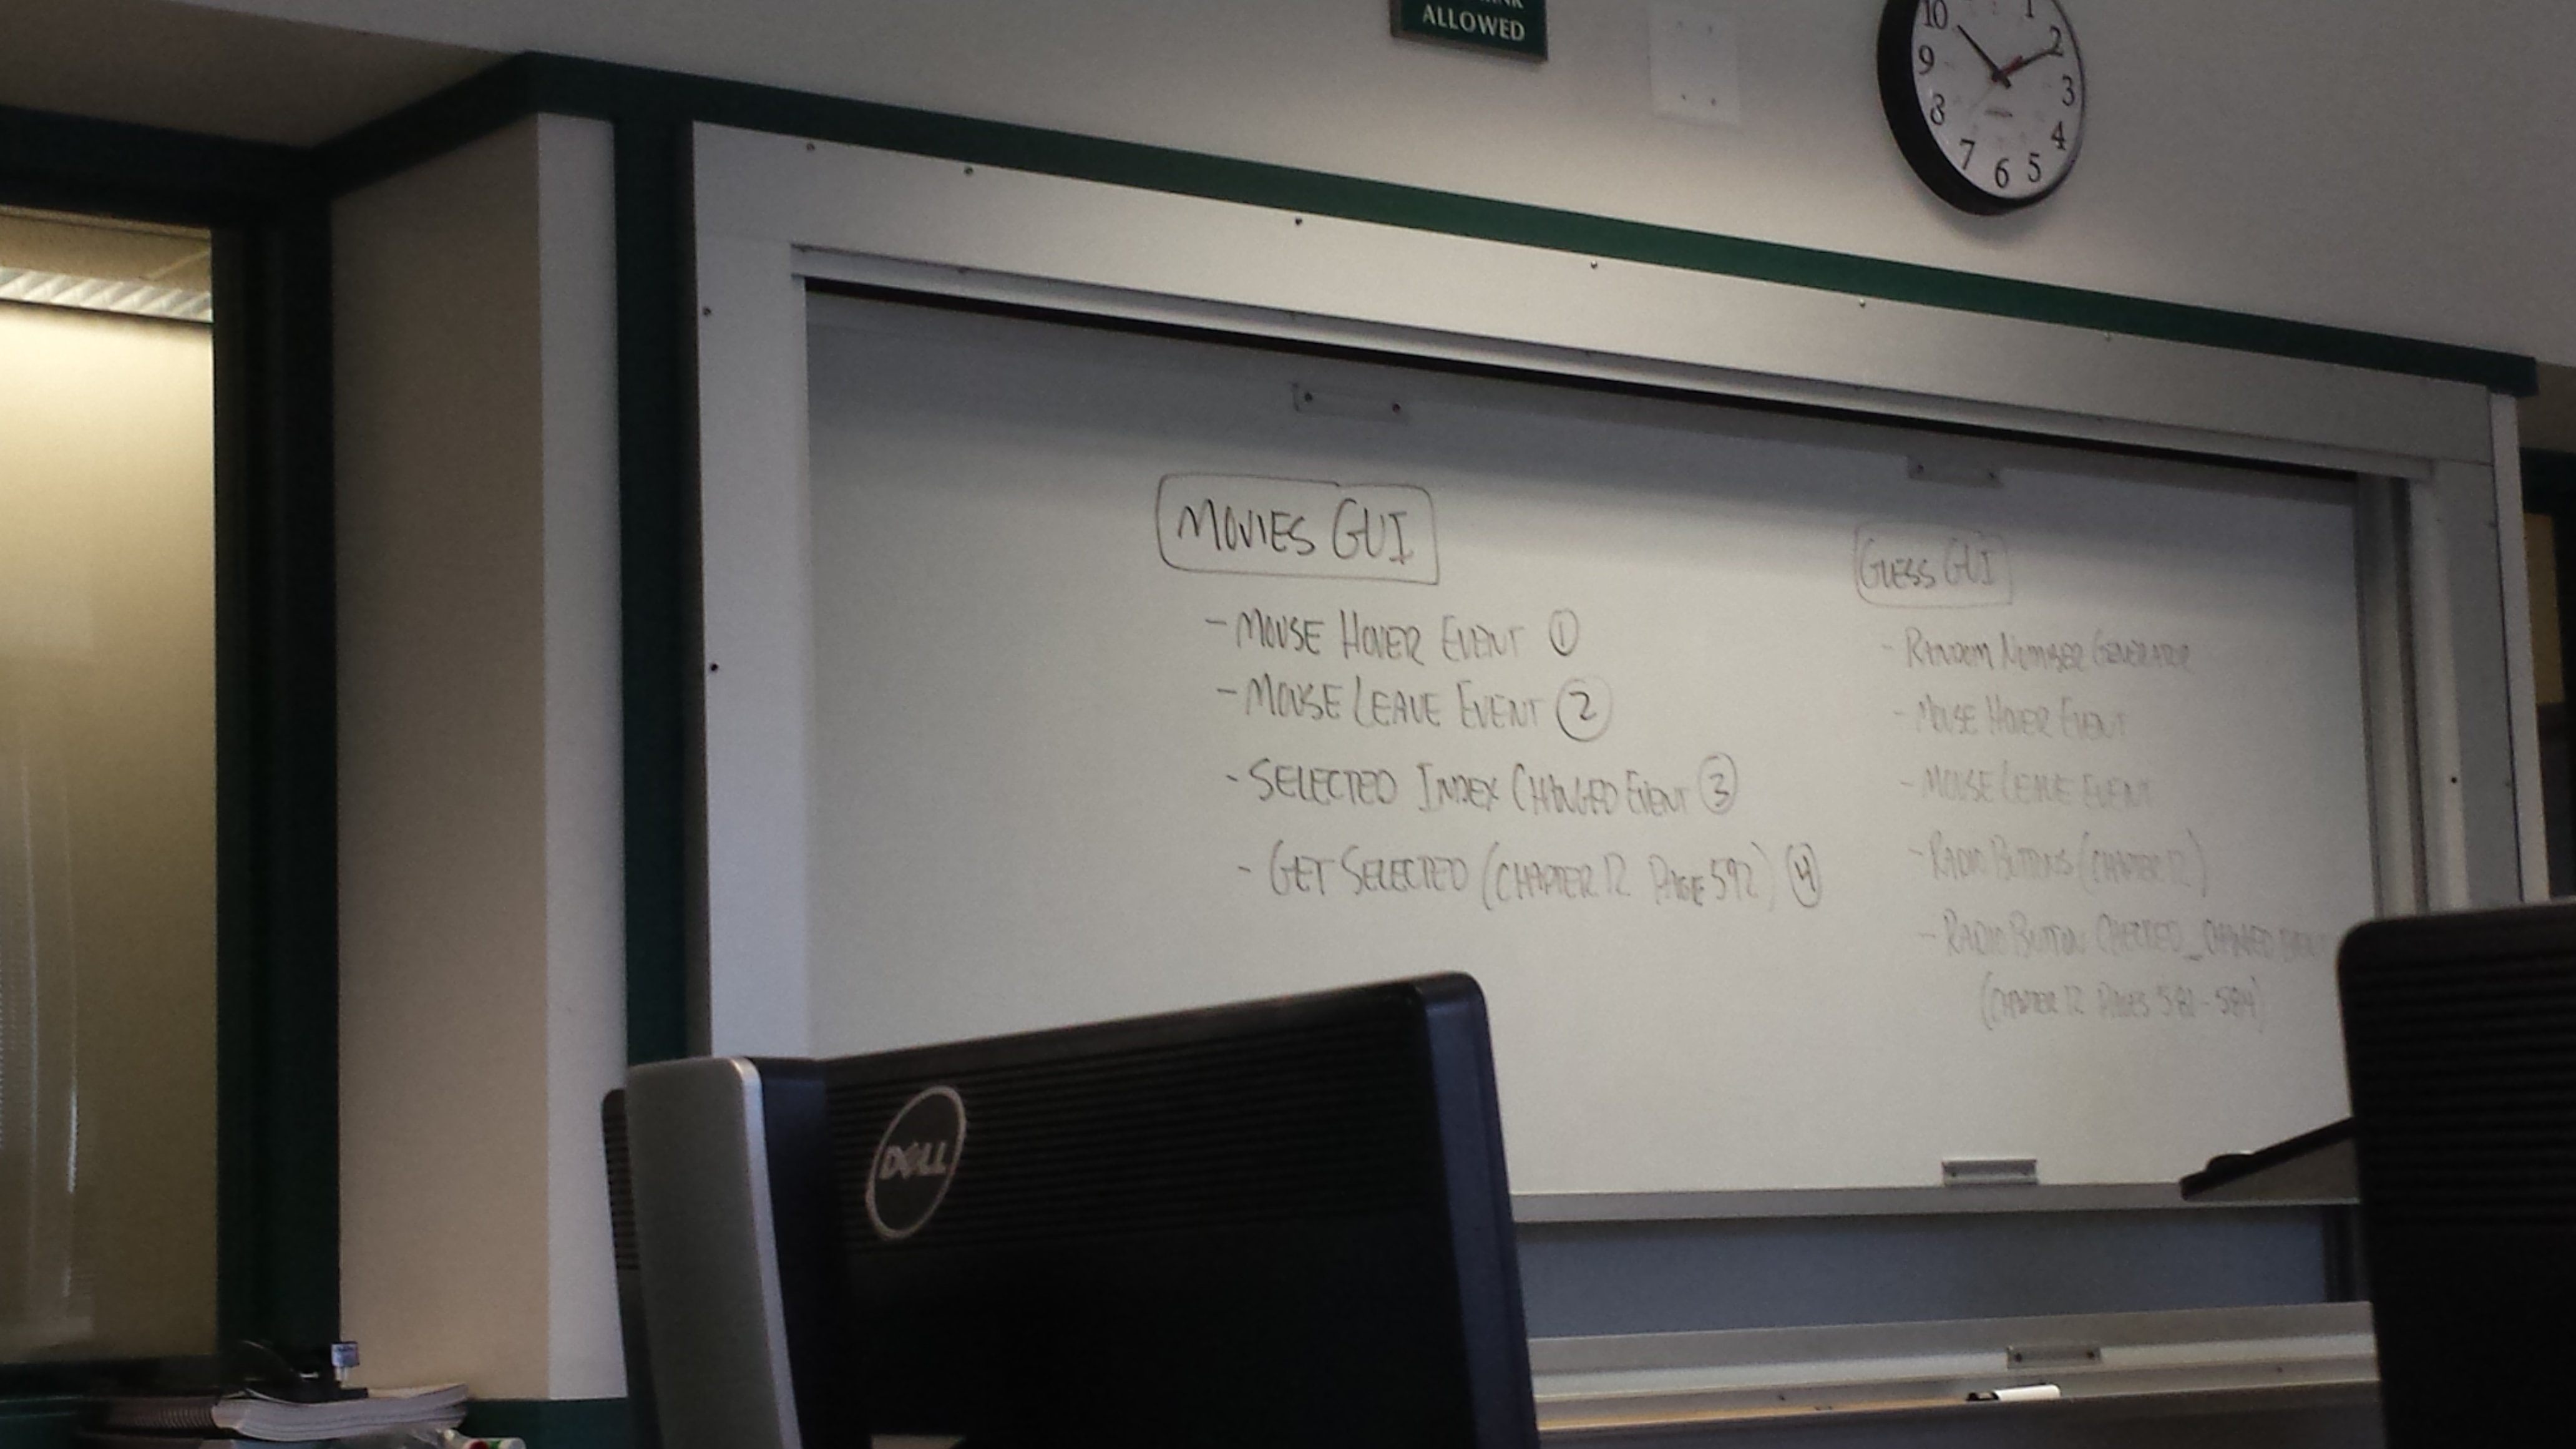 ALLOWED
10 1
9 2
8 3
7 6 5 4
MOVIES GUI
- MOUSE HOVER EVENT ①
- MOUSE LEAVE EVENT ②
- SELECTED INDEX CHANGED EVENT ③
- GET SELECTED (CHAPTER 12 PAGE 592) ④
GUESS GUI
- RANDOM NUMBER GENERATOR
- MOUSE HOVER EVENT
- MOUSE LEAVE EVENT
- RADIO BUTTONS (CHAPTER 12)
- RADIO BUTTON CHECKED_CHANGED EVENT
(CHAPTER 12 PAGES 581-584)
DELL